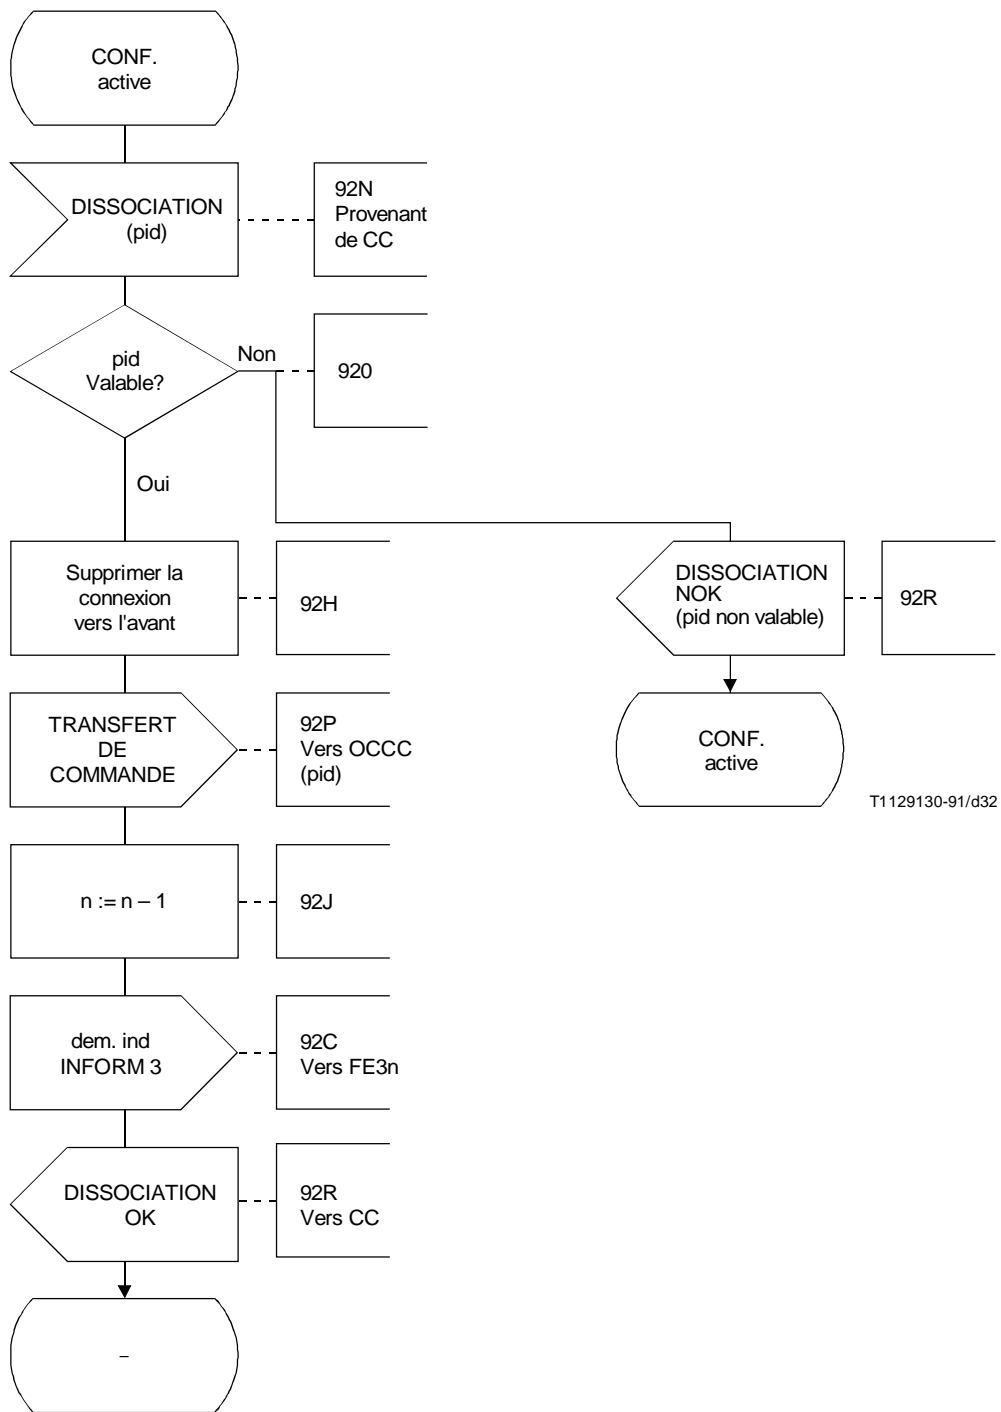 CONF.
active
DISSOCIATION
(pid)
92N
Provenant
de CC
pid
Valable?
Non
920
Oui
Supprimer la
connexion
vers l'avant
92H
DISSOCIATION
NOK
(pid non valable)
92R
TRANSFERT
DE
COMMANDE
92P
Vers OCCC
(pid)
CONF.
active
T1129130-91/d32
n := n – 1
92J
dem. ind
INFORM 3
92C
Vers FE3n
DISSOCIATION
OK
92R
Vers CC
–